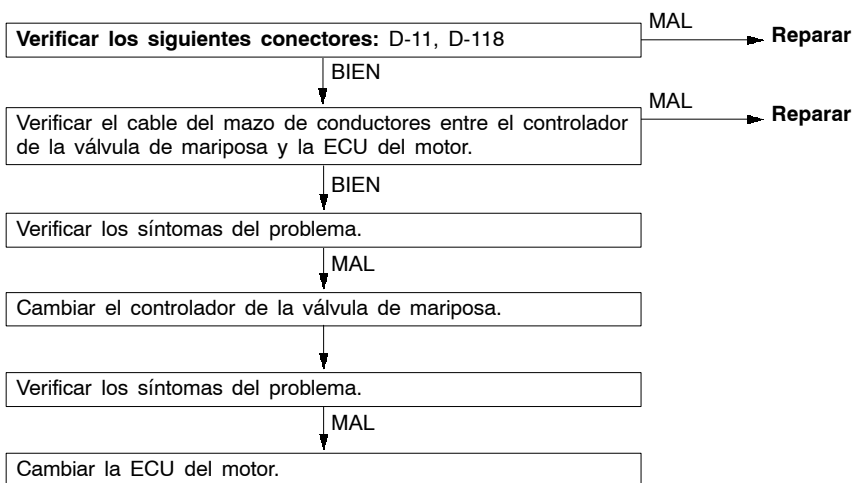 MAL
Verificar los siguientes conectores: D-11, D-118
Reparar
BIEN
MAL
Verificar el cable del mazo de conductores entre el controlador
de la válvula de mariposa y la ECU del motor.
Reparar
BIEN
Verificar los síntomas del problema.
MAL
Cambiar el controlador de la válvula de mariposa.
Verificar los síntomas del problema.
MAL
Cambiar la ECU del motor.